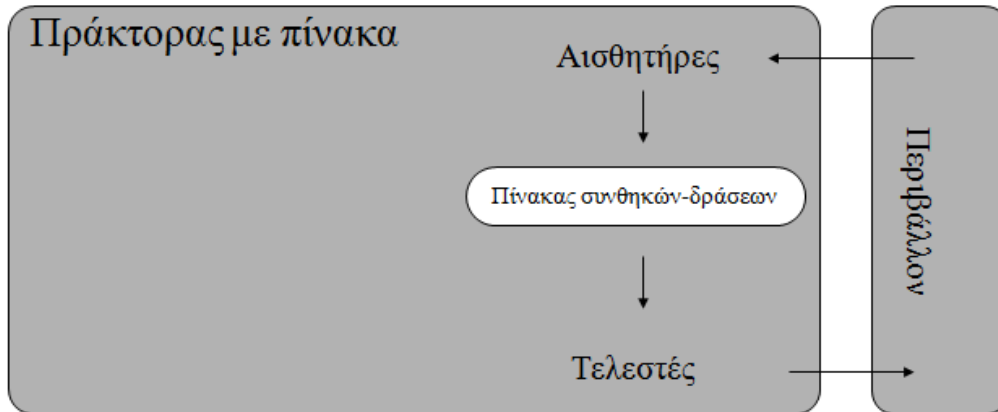 Πράκτορας με πίνακα
Αισθητήρες
Πίνακας συνθηκών-δράσεων
Τελεστές
Περιβάλλον